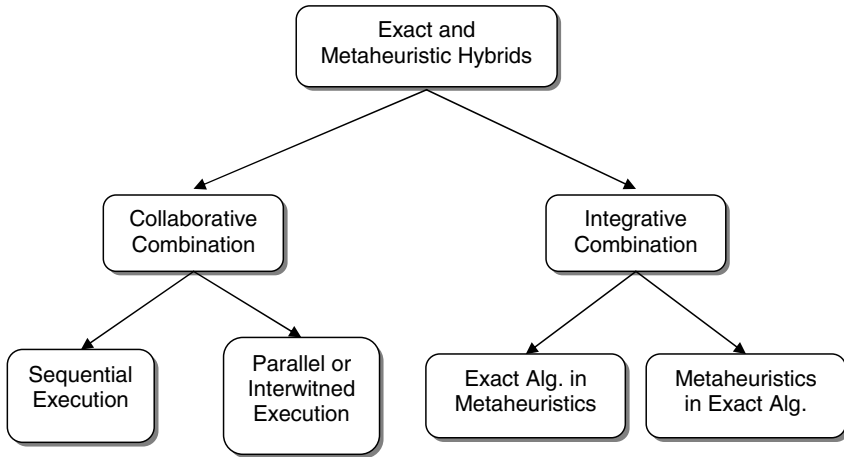 Exact and
Metaheuristic Hybrids
Collaborative
Combination
Integrative
Combination
Sequential
Execution
Parallel or
Interwitned
Execution
Exact Alg. in
Metaheuristics
Metaheuristics
in Exact Alg.